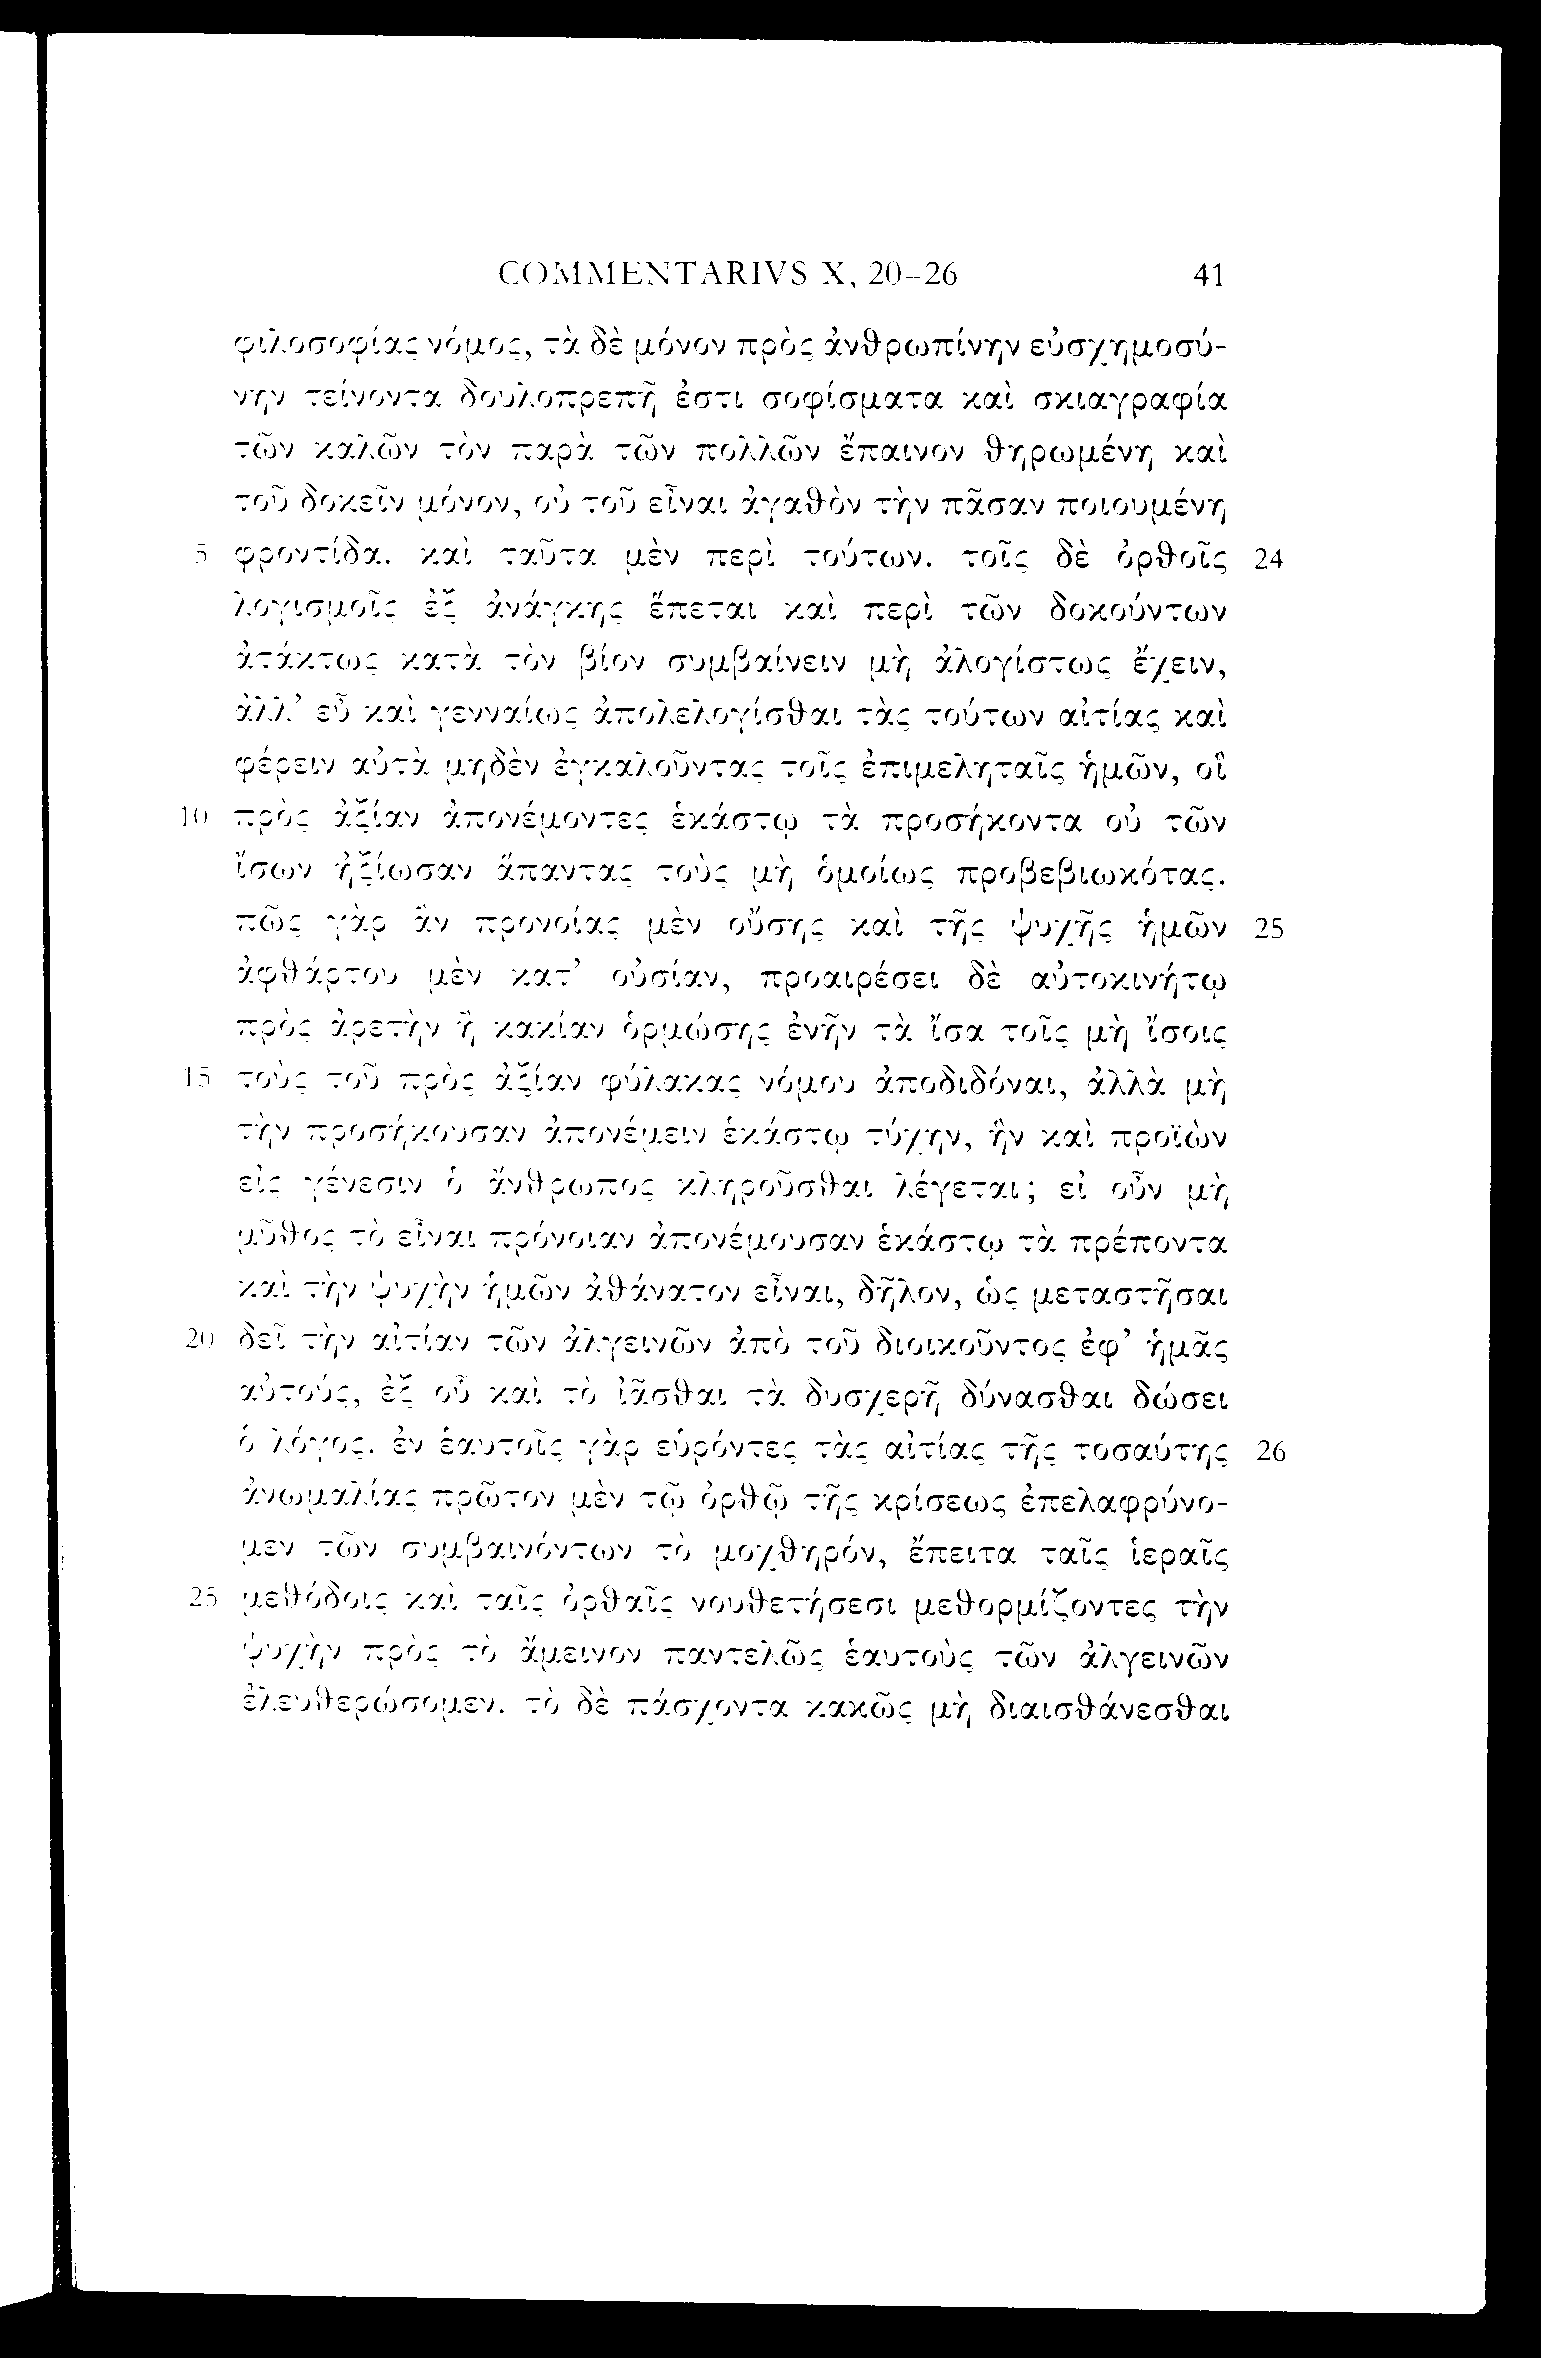 COMMENTARIVS X, 20–26 41
φιλοσοφίας νόμος, τὰ δὲ μόνον πρὸς ἀνθρωπίνην εὐσχημοσύ-
νην τείνοντα δουλοπρεπῆ ἐστι σοφίσματα καὶ σκιαγραφία
τῶν καλῶν τὸν παρὰ τῶν πολλῶν ἔπαινον θηρωμένη καὶ
τοῦ δοκεῖν μόνον, οὐ τοῦ εἶναι ἀγαθὸν τὴν πᾶσαν ποιουμένη
5 φροντίδα. καὶ ταῦτα μὲν περὶ τούτων. τοῖς δὲ ὀρθοῖς 24
λογισμοῖς ἐξ ἀνάγκης ἕπεται καὶ περὶ τῶν δοκούντων
ἀτάκτως κατὰ τὸν βίον συμβαίνειν μὴ ἀλογίστως ἔχειν,
ἀλλ’ εὖ καὶ γενναίως ἀπολελογίσθαι τὰς τούτων αἰτίας καὶ
φέρειν αὐτὰ μηδὲν ἐγκαλοῦντας τοῖς ἐπιμεληταῖς ἡμῶν, οἳ
10 πρὸς ἀξίαν ἀπονέμοντες ἑκάστῳ τὰ προσήκοντα οὐ τῶν
ἴσων ἠξίωσαν ἅπαντας τοὺς μὴ ὁμοίως προβεβιωκότας.
πῶς γὰρ ἂν προνοίας μὲν οὔσης καὶ τῆς ψυχῆς ἡμῶν 25
ἀφθάρτου μὲν κατ’ οὐσίαν, προαιρέσει δὲ αὐτοκινήτῳ
πρὸς ἀρετὴν ἢ κακίαν ὁρμώσης ἐνῆν τὰ ἴσα τοῖς μὴ ἴσοις
15 τοὺς τοῦ πρὸς ἀξίαν φύλακας νόμου ἀποδιδόναι, ἀλλὰ μὴ
τὴν προσήκουσαν ἀπονέμειν ἑκάστῳ τύχην, ἣν καὶ προϊὼν
εἰς γένεσιν ὁ ἄνθρωπος κληροῦσθαι λέγεται; εἰ οὖν μὴ
μῦθος τὸ εἶναι πρόνοιαν ἀπονέμουσαν ἑκάστῳ τὰ πρέποντα
καὶ τὴν ψυχὴν ἡμῶν ἀθάνατον εἶναι, δῆλον, ὡς μεταστῆσαι
20 δεῖ τὴν αἰτίαν τῶν ἀλγεινῶν ἀπὸ τοῦ διοικοῦντος ἐφ’ ἡμᾶς
αὐτούς, ἐξ οὗ καὶ τὸ ἰᾶσθαι τὰ δυσχερῆ δύνασθαι δώσει
ὁ λόγος. ἐν ἑαυτοῖς γὰρ εὑρόντες τὰς αἰτίας τῆς τοσαύτης 26
ἀνωμαλίας πρῶτον μὲν τῷ ὀρθῷ τῆς κρίσεως ἐπελαφρύνο-
μεν τῶν συμβαινόντων τὸ μοχθηρόν, ἔπειτα ταῖς ἱεραῖς
25 μεθόδοις καὶ ταῖς ὀρθαῖς νουθετήσεσι μεθορμίζοντες τὴν
ψυχὴν πρὸς τὸ ἄμεινον παντελῶς ἑαυτοὺς τῶν ἀλγεινῶν
ἐλευθερώσομεν. τὸ δὲ πάσχοντα κακῶς μὴ διαισθάνεσθαι